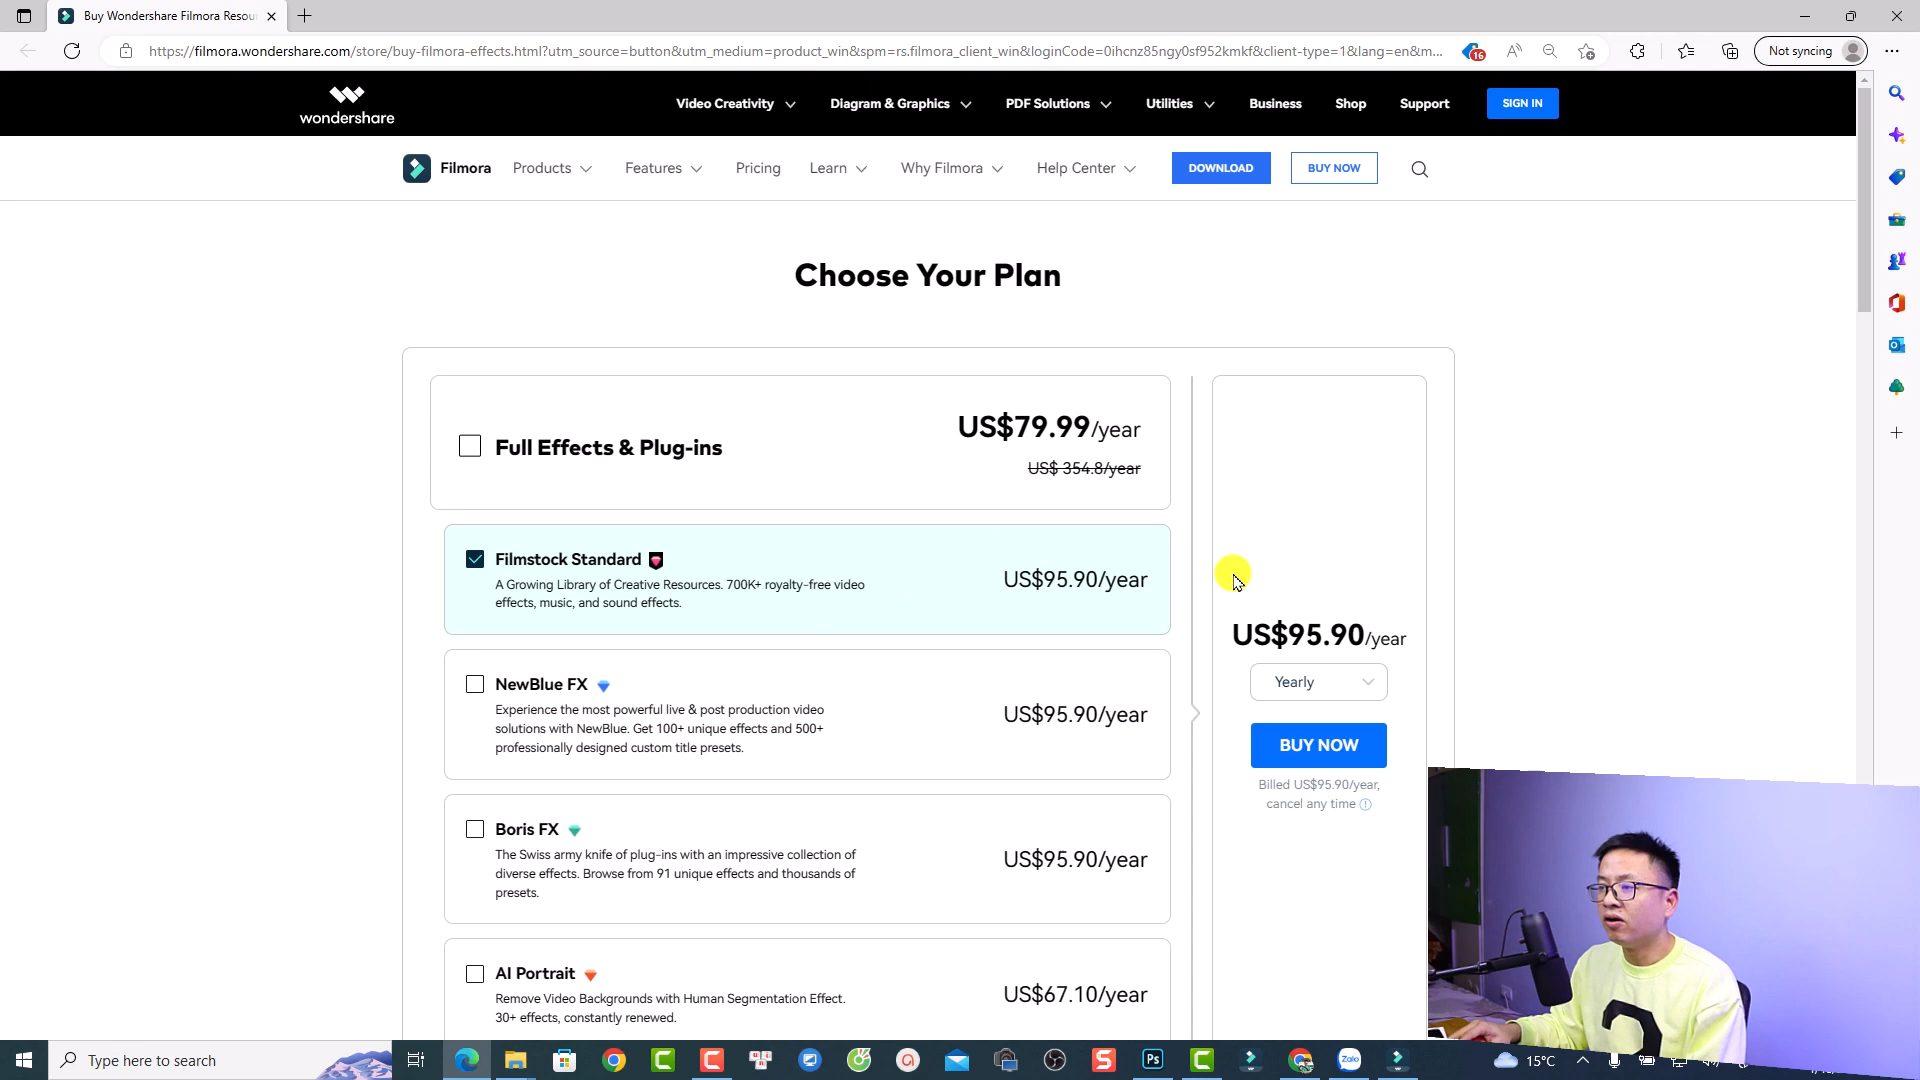 Buy Wondershare Filmora Resou
https://filmora.wondershare.com/store/buy-filmora-effects.html?utm_source=button&utm_medium=product_win&spm=rs.filmora_client_win&loginCode=0ihcnz85ngy0sf952kmkf&client-type=1&lang=en&m...
16
Not syncing
wondershare
Video Creativity
Diagram & Graphics
PDF Solutions
Utilities
Business
Shop
Support
SIGN IN
Filmora
Products
Features
Pricing
Learn
Why Filmora
Help Center
DOWNLOAD
BUY NOW
Choose Your Plan
Full Effects & Plug-ins
US$79.99/year
US$ 354.8/year
Filmstock Standard
A Growing Library of Creative Resources. 700K+ royalty-free video
effects, music, and sound effects.
US$95.90/year
NewBlue FX
Experience the most powerful live & post production video
solutions with NewBlue. Get 100+ unique effects and 500+
professionally designed custom title presets.
US$95.90/year
Boris FX
The Swiss army knife of plug-ins with an impressive collection of
diverse effects. Browse from 91 unique effects and thousands of
presets.
US$95.90/year
AI Portrait
Remove Video Backgrounds with Human Segmentation Effect.
30+ effects, constantly renewed.
US$67.10/year
US$95.90/year
Yearly
BUY NOW
Billed US$95.90/year,
cancel any time
Type here to search
Ps
Zalo
15°C